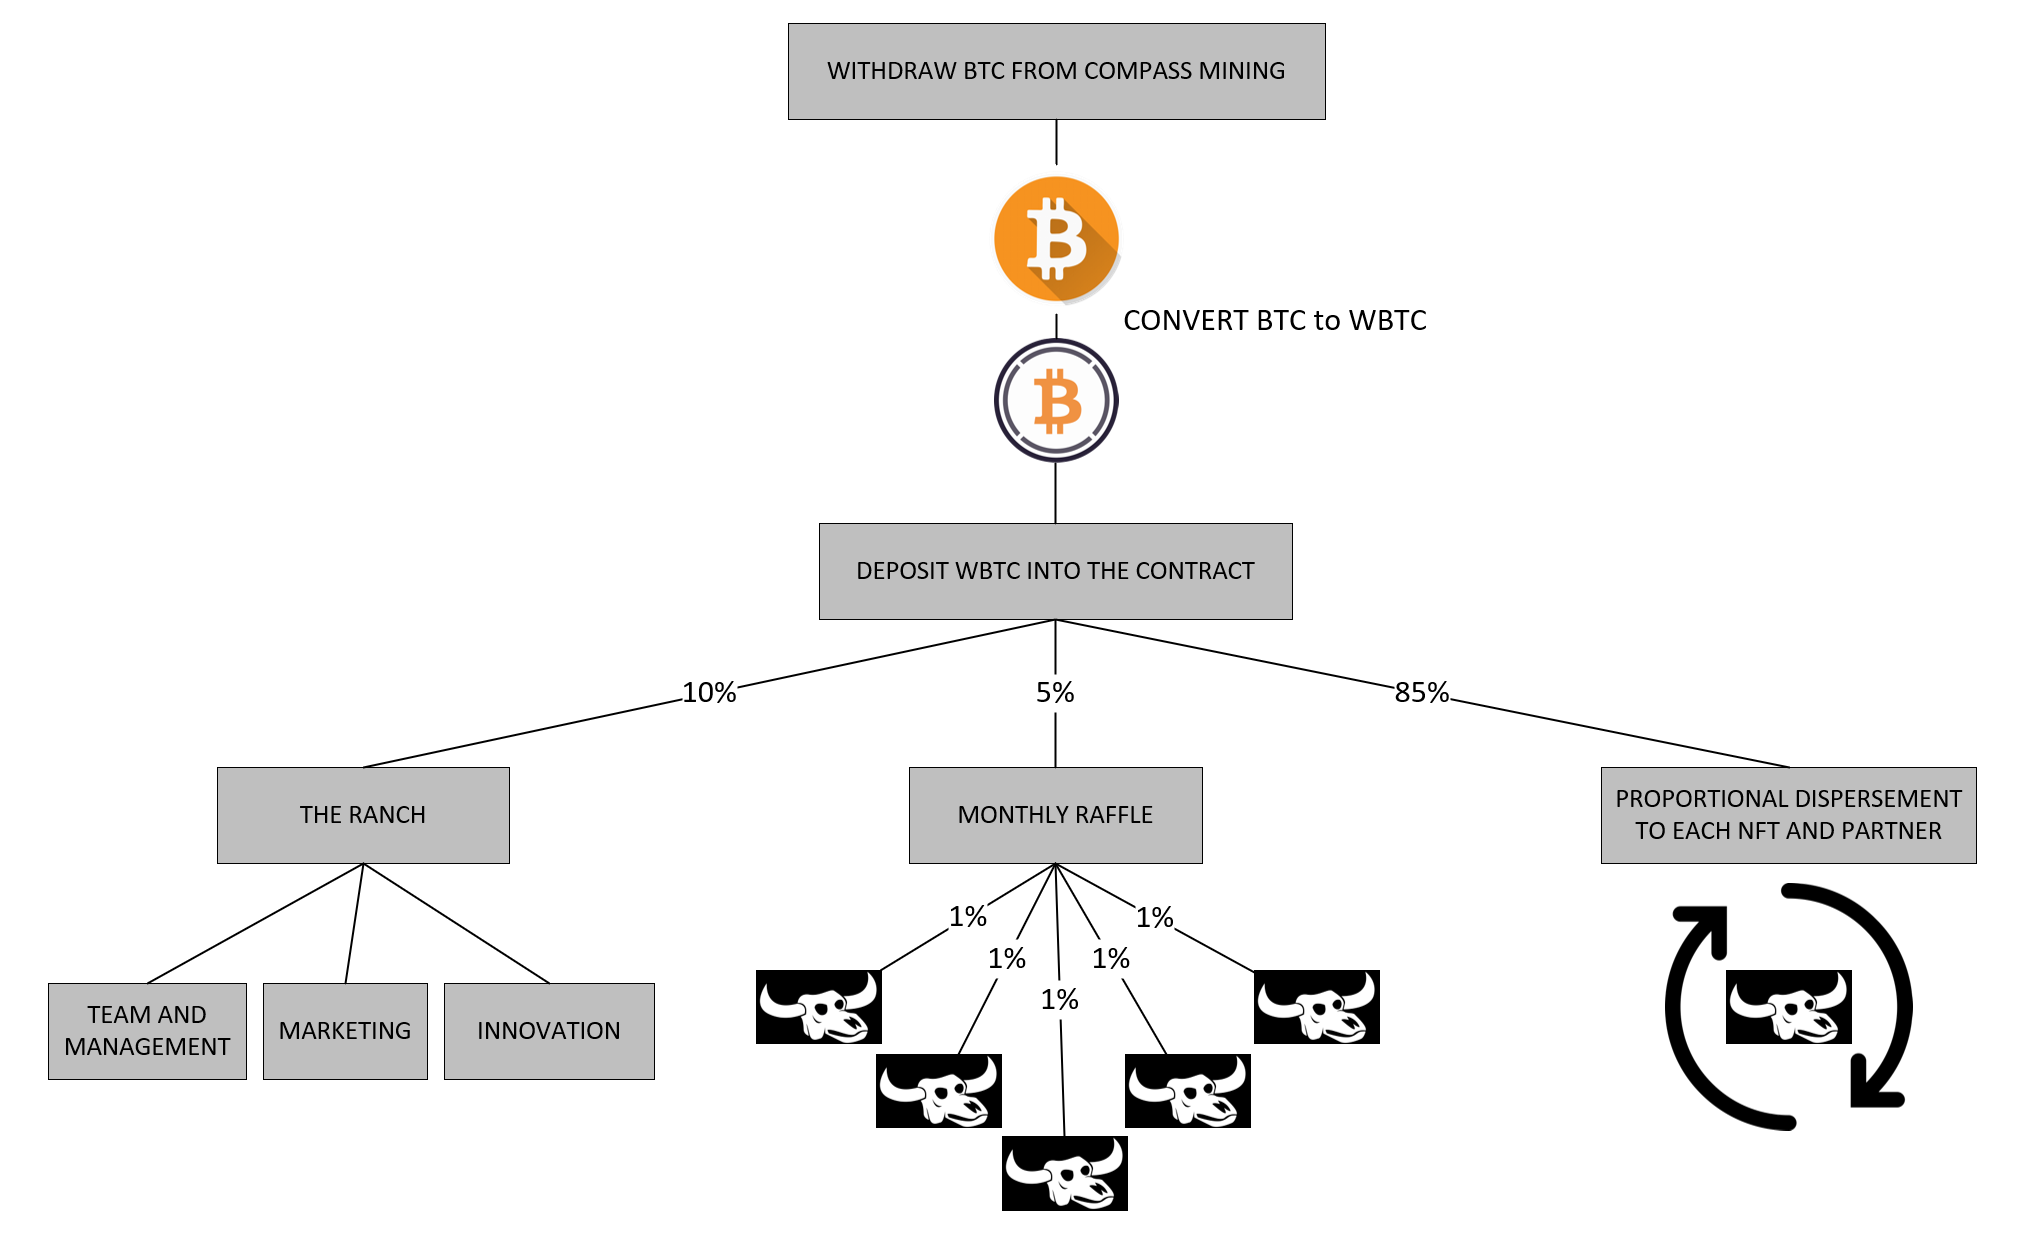 WITHDRAW BTC FROM COMPASS MINING
CONVERT BTC to WBTC
DEPOSIT WBTC INTO THE CONTRACT
10%
5%
85%
THE RANCH
MONTHLY RAFFLE
PROPORTIONAL DISPERSEMENT
TO EACH NFT AND PARTNER
1%
1%
1%
1%
1%
TEAM AND
MANAGEMENT
MARKETING
INNOVATION